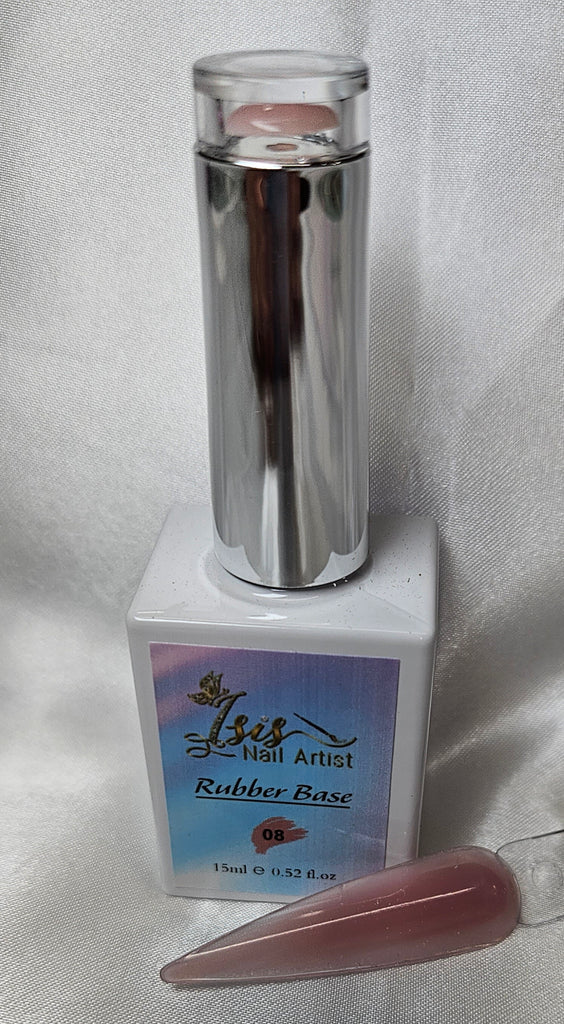 Isis
Nail Artist
Rubber Base
08
15ml ℮ 0.52 fl.oz